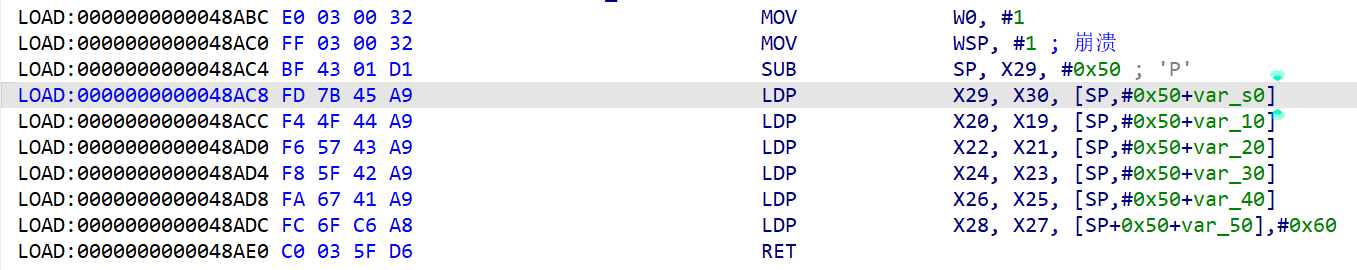 LOAD:0000000000048ABC E0 03 00 32 MOV W0, #1
LOAD:0000000000048AC0 FF 03 00 32 MOV WSP, #1 ; 崩溃
LOAD:0000000000048AC4 BF 43 01 D1 SUB SP, X29, #0x50 ; 'P'
LOAD:0000000000048AC8 FD 7B 45 A9 LDP X29, X30, [SP,#0x50+var_s0]
LOAD:0000000000048ACC F4 4F 44 A9 LDP X20, X19, [SP,#0x50+var_10]
LOAD:0000000000048AD0 F6 57 43 A9 LDP X22, X21, [SP,#0x50+var_20]
LOAD:0000000000048AD4 F8 5F 42 A9 LDP X24, X23, [SP,#0x50+var_30]
LOAD:0000000000048AD8 FA 67 41 A9 LDP X26, X25, [SP,#0x50+var_40]
LOAD:0000000000048ADC FC 6F C6 A8 LDP X28, X27, [SP+0x50+var_50],#0x60
LOAD:0000000000048AE0 C0 03 5F D6 RET